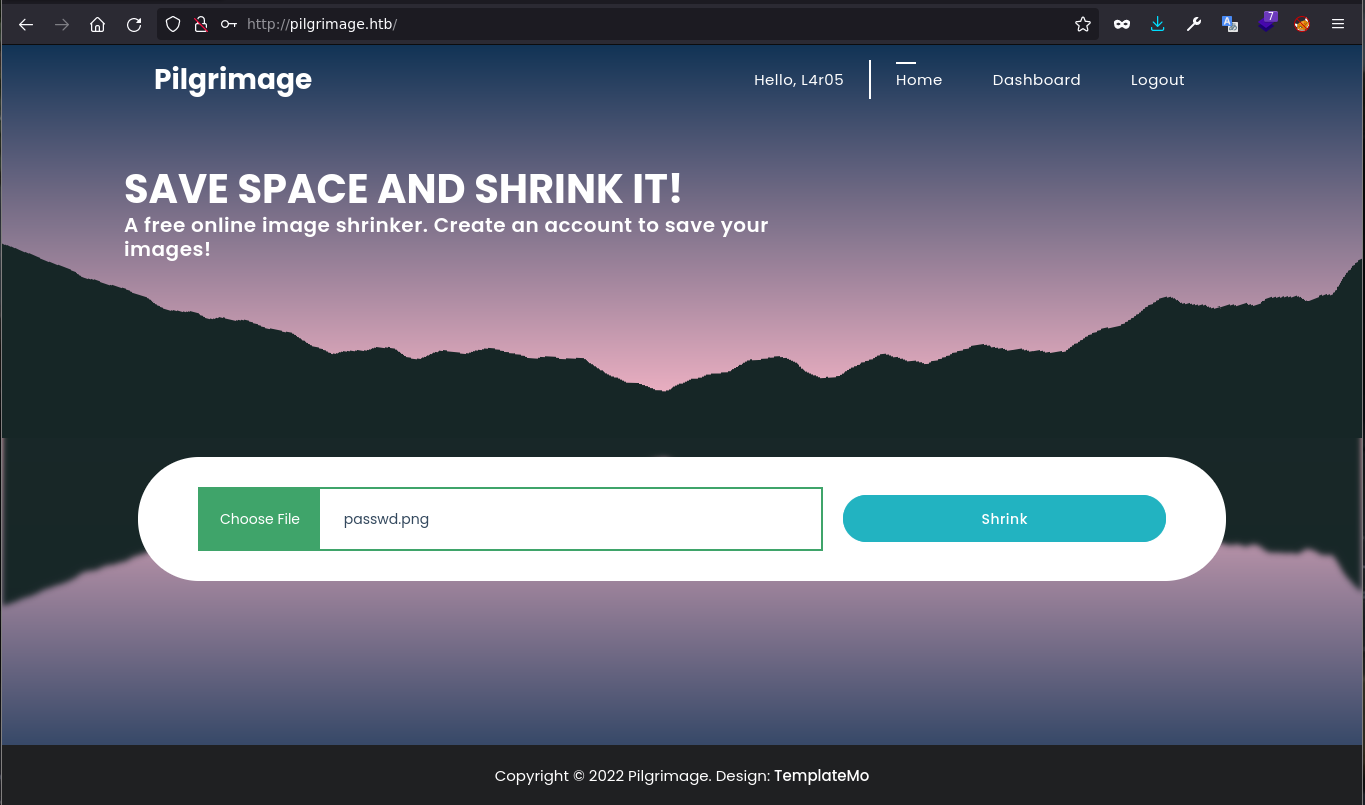 http://pilgrimage.htb/
7
Pilgrimage
Hello, L4r05
Home
Dashboard
Logout
SAVE SPACE AND SHRINK IT!
A free online image shrinker. Create an account to save your
images!
Choose File
passwd.png
Shrink
Copyright © 2022 Pilgrimage. Design: TemplateMo